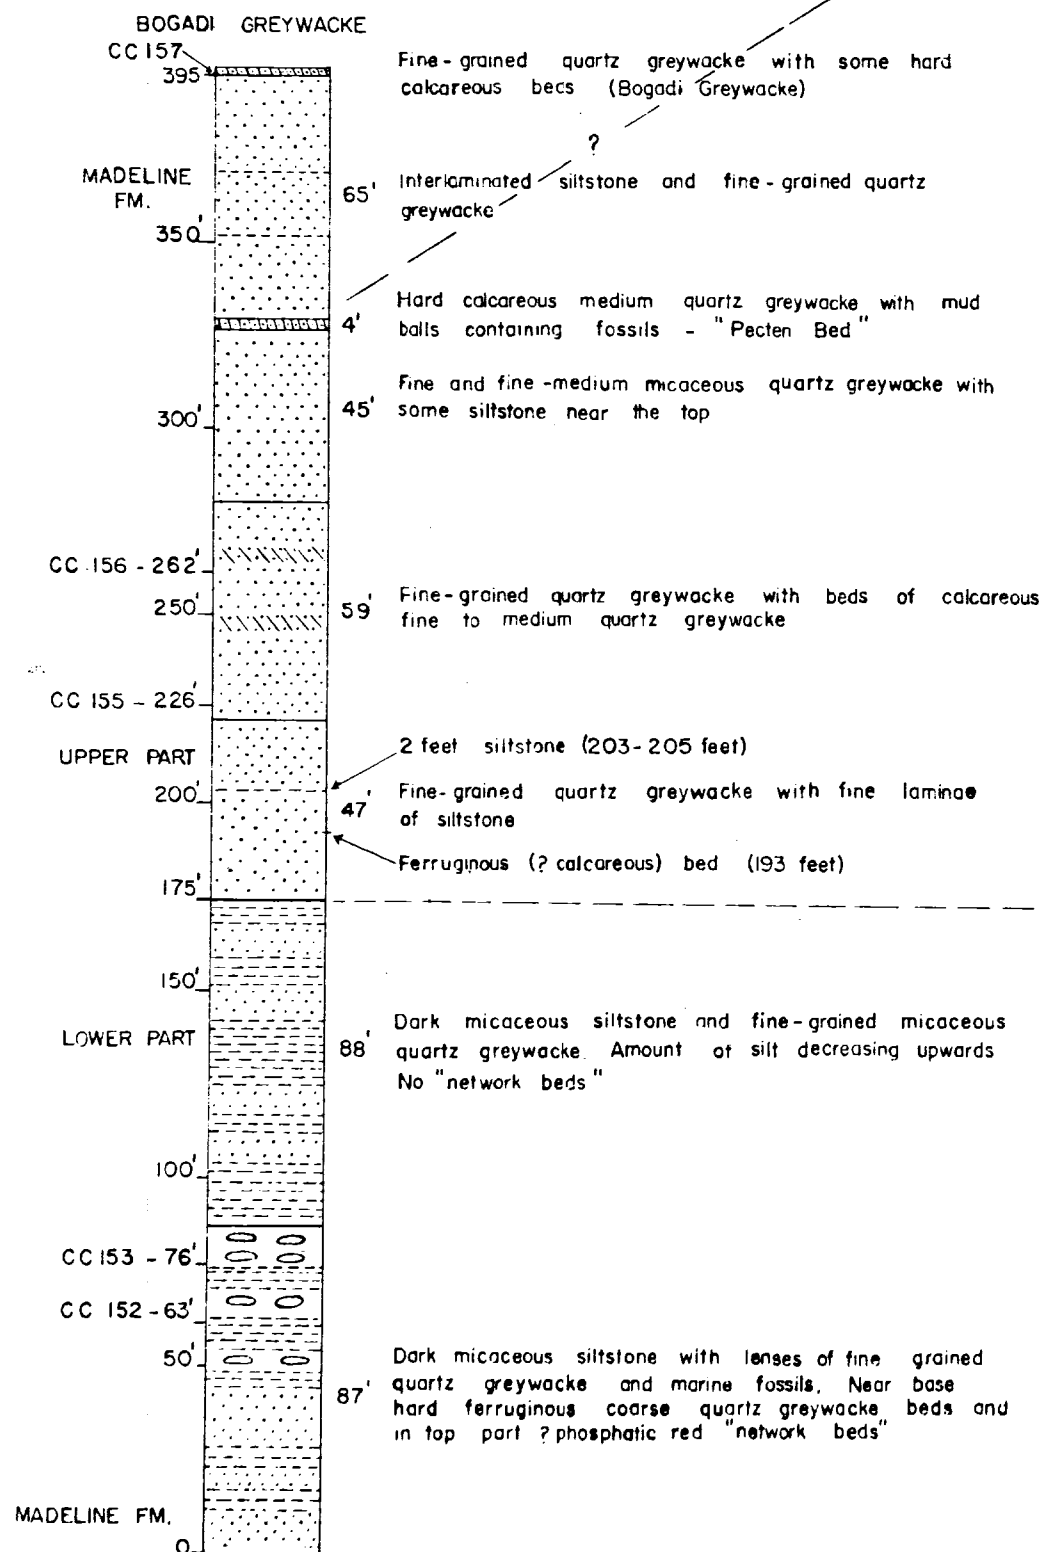 BOGADI GREYWACKE
CC 157
395'
Fine-grained quartz greywacke with some hard
calcareous becs (Bogadi Greywacke)
?
MADELINE
FM.
65'
Interlaminated siltstone and fine-grained quartz
greywacke
350'
Hard calcareous medium quartz greywacke with mud
balls containing fossils - "Pecten Bed"
4'
Fine and fine-medium micaceous quartz greywacke with
some siltstone near the top
45'
300'
CC 156 - 262'
250'
59'
Fine-grained quartz greywacke with beds of calcareous
fine to medium quartz greywacke
CC 155 - 226'
UPPER PART
2 feet siltstone (203-205 feet)
200'
47'
Fine-grained quartz greywacke with fine laminae
of siltstone
Ferruginous (? calcareous) bed (193 feet)
175'
150'
LOWER PART
88'
Dark micaceous siltstone and fine-grained micaceous
quartz greywacke. Amount of silt decreasing upwards
No "network beds"
100'
CC 153 - 76'
CC 152 - 63'
50'
87'
Dark micaceous siltstone with lenses of fine grained
quartz greywacke and marine fossils. Near base
hard ferruginous coarse quartz greywacke beds and
in top part ? phosphatic red "network beds"
MADELINE FM.
0